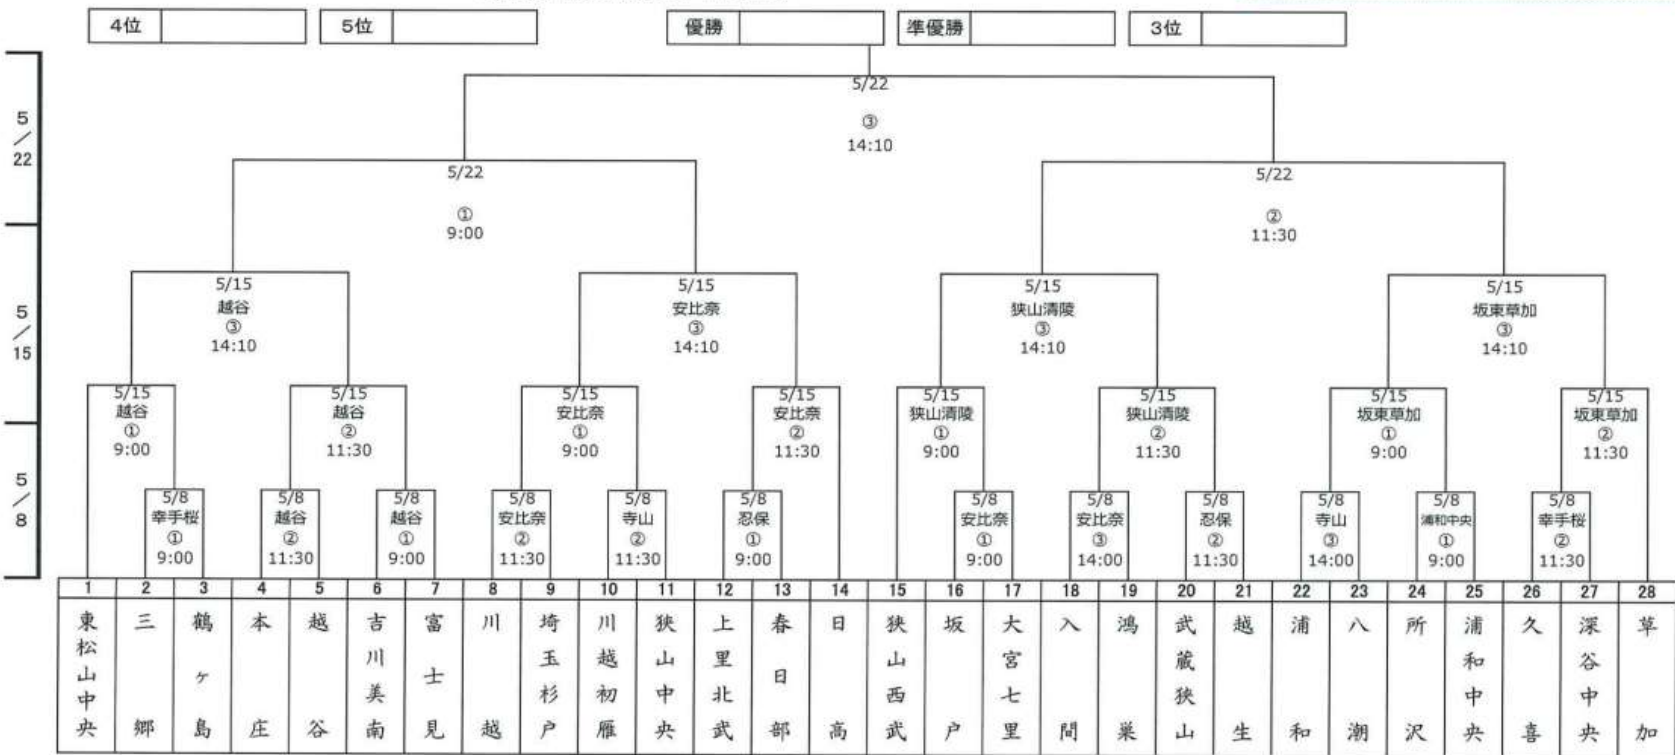 4位
5位
優勝
準優勝
3位
5/22
③
14:10
5/22
5/22
①
9:00
5/22
②
11:30
5/15
越谷
③
14:10
5/15
安比奈
③
14:10
5/15
狭山清陵
③
14:10
5/15
坂東草加
③
14:10
5/15
5/15
越谷
①
9:00
5/15
越谷
②
11:30
5/15
安比奈
①
9:00
5/15
安比奈
②
11:30
5/15
狭山清陵
①
9:00
5/15
狭山清陵
②
11:30
5/15
坂東草加
①
9:00
5/15
坂東草加
②
11:30
5/8
5/8
幸手桜
①
9:00
5/8
越谷
②
11:30
5/8
越谷
①
9:00
5/8
安比奈
②
11:30
5/8
寺山
②
11:30
5/8
忍保
①
9:00
5/8
安比奈
①
9:00
5/8
安比奈
③
14:00
5/8
忍保
②
11:30
5/8
寺山
③
14:00
5/8
浦和中央
①
9:00
5/8
幸手桜
②
11:30
1 2 3 4 5 6 7 8 9 10 11 12 13 14 15 16 17 18 19 20 21 22 23 24 25 26 27 28
東松山中央
三郷
鶴ヶ島
本庄
越谷
吉川美南
富士見
川越
埼玉杉戸
川越初雁
狭山中央
上里北武
春日部
日高
狭山西武
坂戸
大宮七里
入間
鴻巣
武蔵狭山
越生
浦和
八潮
所沢
浦和中央
久喜
深谷中央
草加